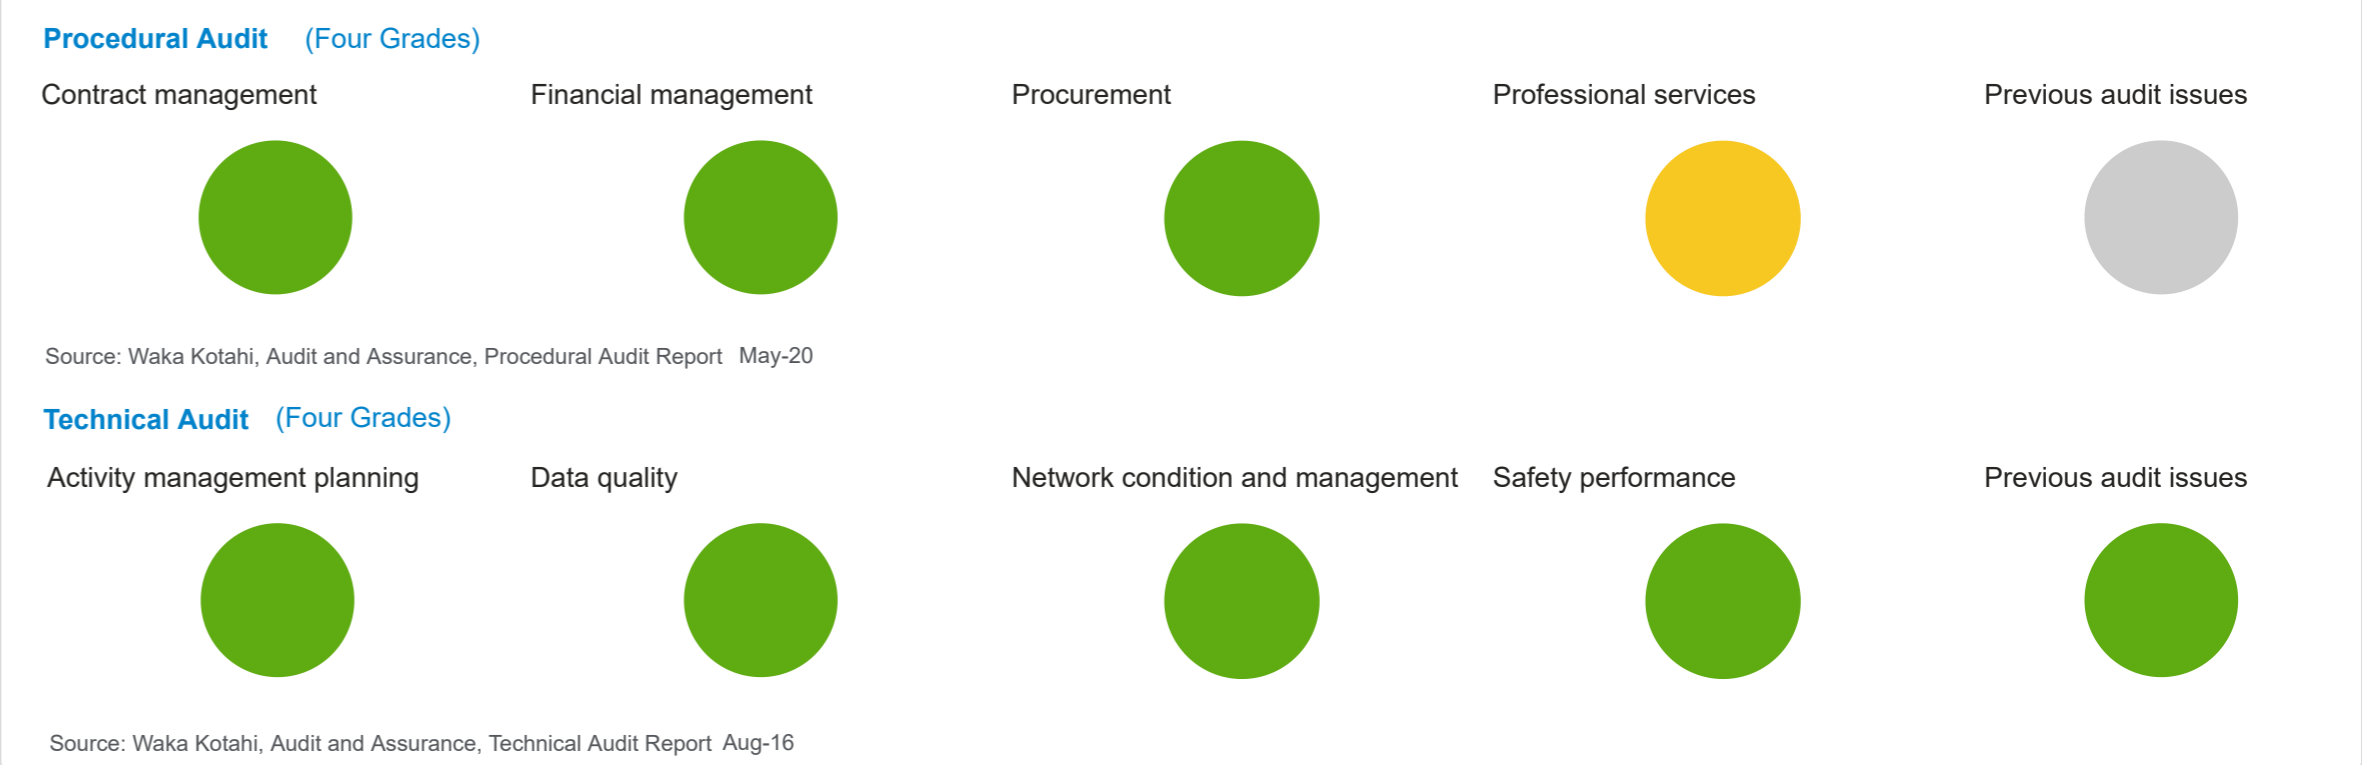 Procedural Audit (Four Grades)
Contract management
Financial management
Procurement
Professional services
Previous audit issues
Source: Waka Kotahi, Audit and Assurance, Procedural Audit Report May-20
Technical Audit (Four Grades)
Activity management planning
Data quality
Network condition and management
Safety performance
Previous audit issues
Source: Waka Kotahi, Audit and Assurance, Technical Audit Report Aug-16